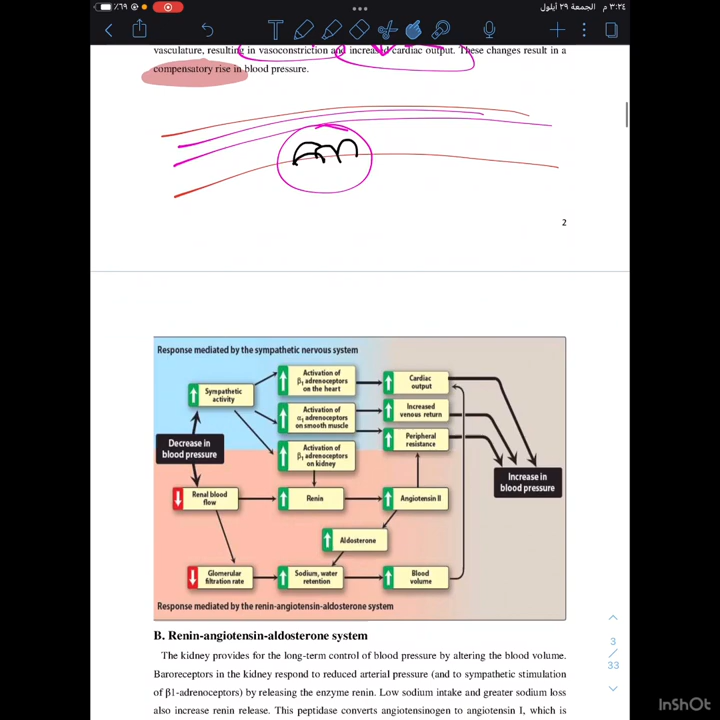 ٪٦٩ ٣:٢٤ م الجمعة ٢٩ أيلول
vasculature, resulting in vasoconstriction and increased cardiac output. These changes result in a
compensatory rise in blood pressure.
2
Response mediated by the sympathetic nervous system
Sympathetic
activity
Activation of
β₁ adrenoceptors
on the heart
Cardiac
output
Activation of
α₁ adrenoceptors
on smooth muscle
Increased
venous return
Peripheral
resistance
Decrease in
blood pressure
Activation of
β₁ adrenoceptors
on kidney
Increase in
blood pressure
Renal blood
flow
Renin
Angiotensin II
Aldosterone
Glomerular
filtration rate
Sodium, water
retention
Blood
volume
Response mediated by the renin-angiotensin-aldosterone system
B. Renin-angiotensin-aldosterone system
The kidney provides for the long-term control of blood pressure by altering the blood volume.
Baroreceptors in the kidney respond to reduced arterial pressure (and to sympathetic stimulation
of β1-adrenoceptors) by releasing the enzyme renin. Low sodium intake and greater sodium loss
also increase renin release. This peptidase converts angiotensinogen to angiotensin I, which is
3
/
33
InShOt